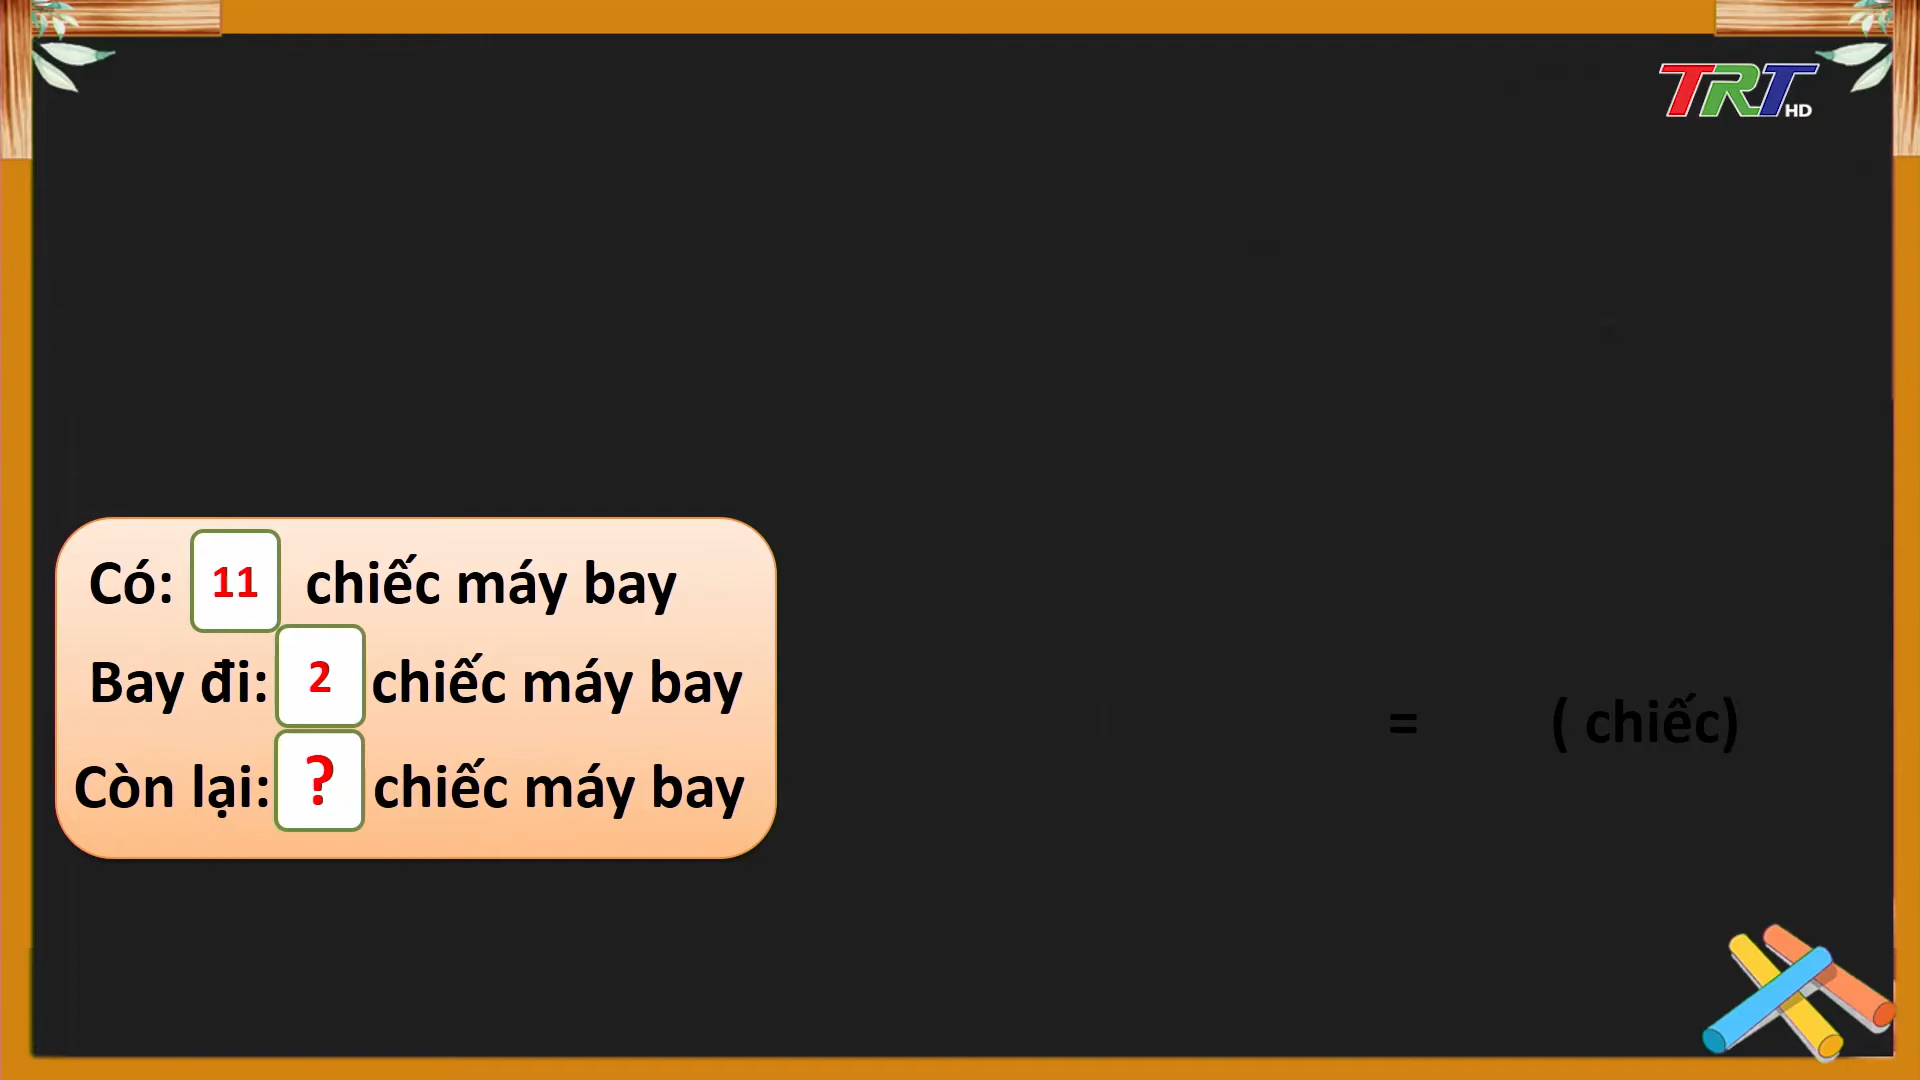 TRT HD
Có: 11 chiếc máy bay
Bay đi: 2 chiếc máy bay
= ( chiếc)
Còn lại: ? chiếc máy bay